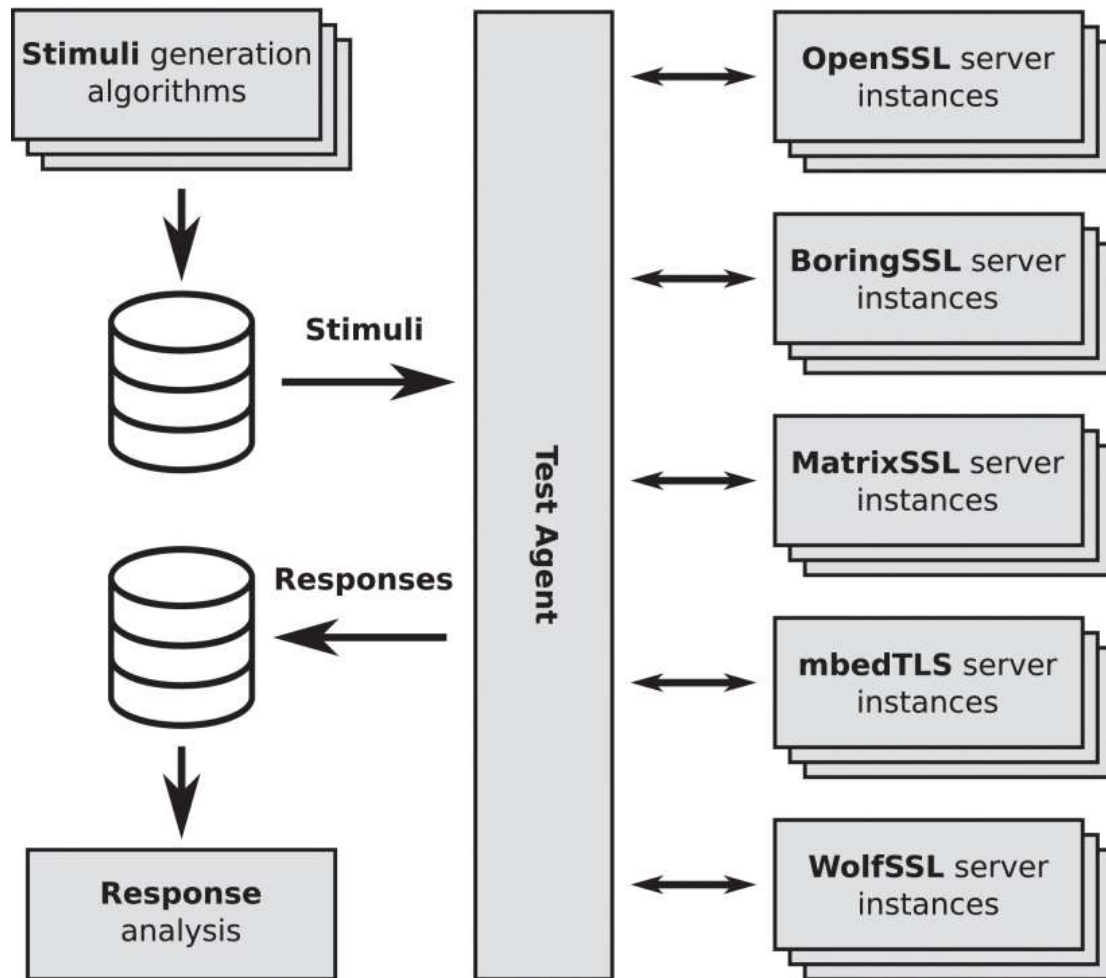 Stimuli generation
algorithms
Stimuli
Responses
Response
analysis
Test Agent
OpenSSL server
instances
BoringSSL server
instances
MatrixSSL server
instances
mbedTLS server
instances
WolfSSL server
instances